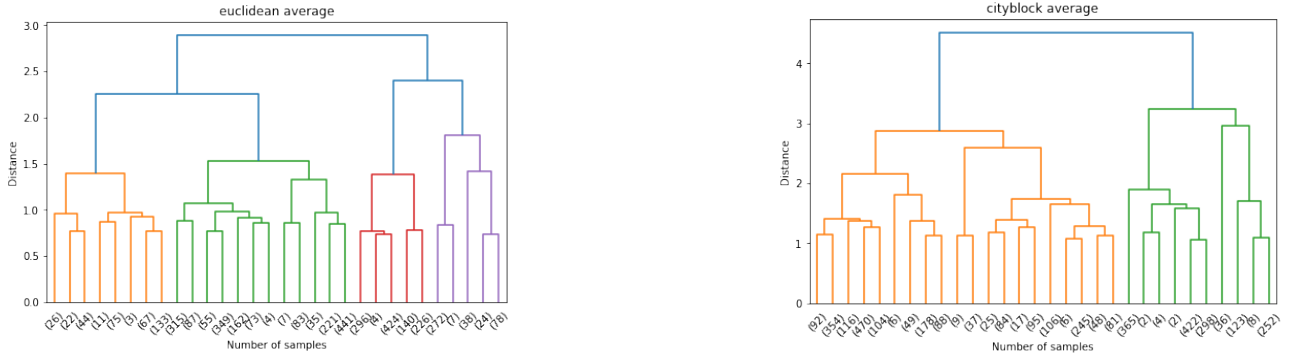 euclidean average
3.0
2.5
2.0
1.5
1.0
0.5
0.0
Distance
(26) (22) (44) (11) (75) (3) (67) (133) (315) (87) (55) (349) (162) (73) (4) (7) (83) (35) (221) (441) (296) (4) (424) (140) (226) (272) (7) (38) (24) (78)
Number of samples
cityblock average
4
3
2
1
0
Distance
(92) (354) (116) (470) (104) (6) (49) (178) (88) (9) (37) (25) (84) (17) (95) (106) (6) (245) (48) (81) (365) (2) (4) (2) (422) (298) (36) (123) (8) (252)
Number of samples